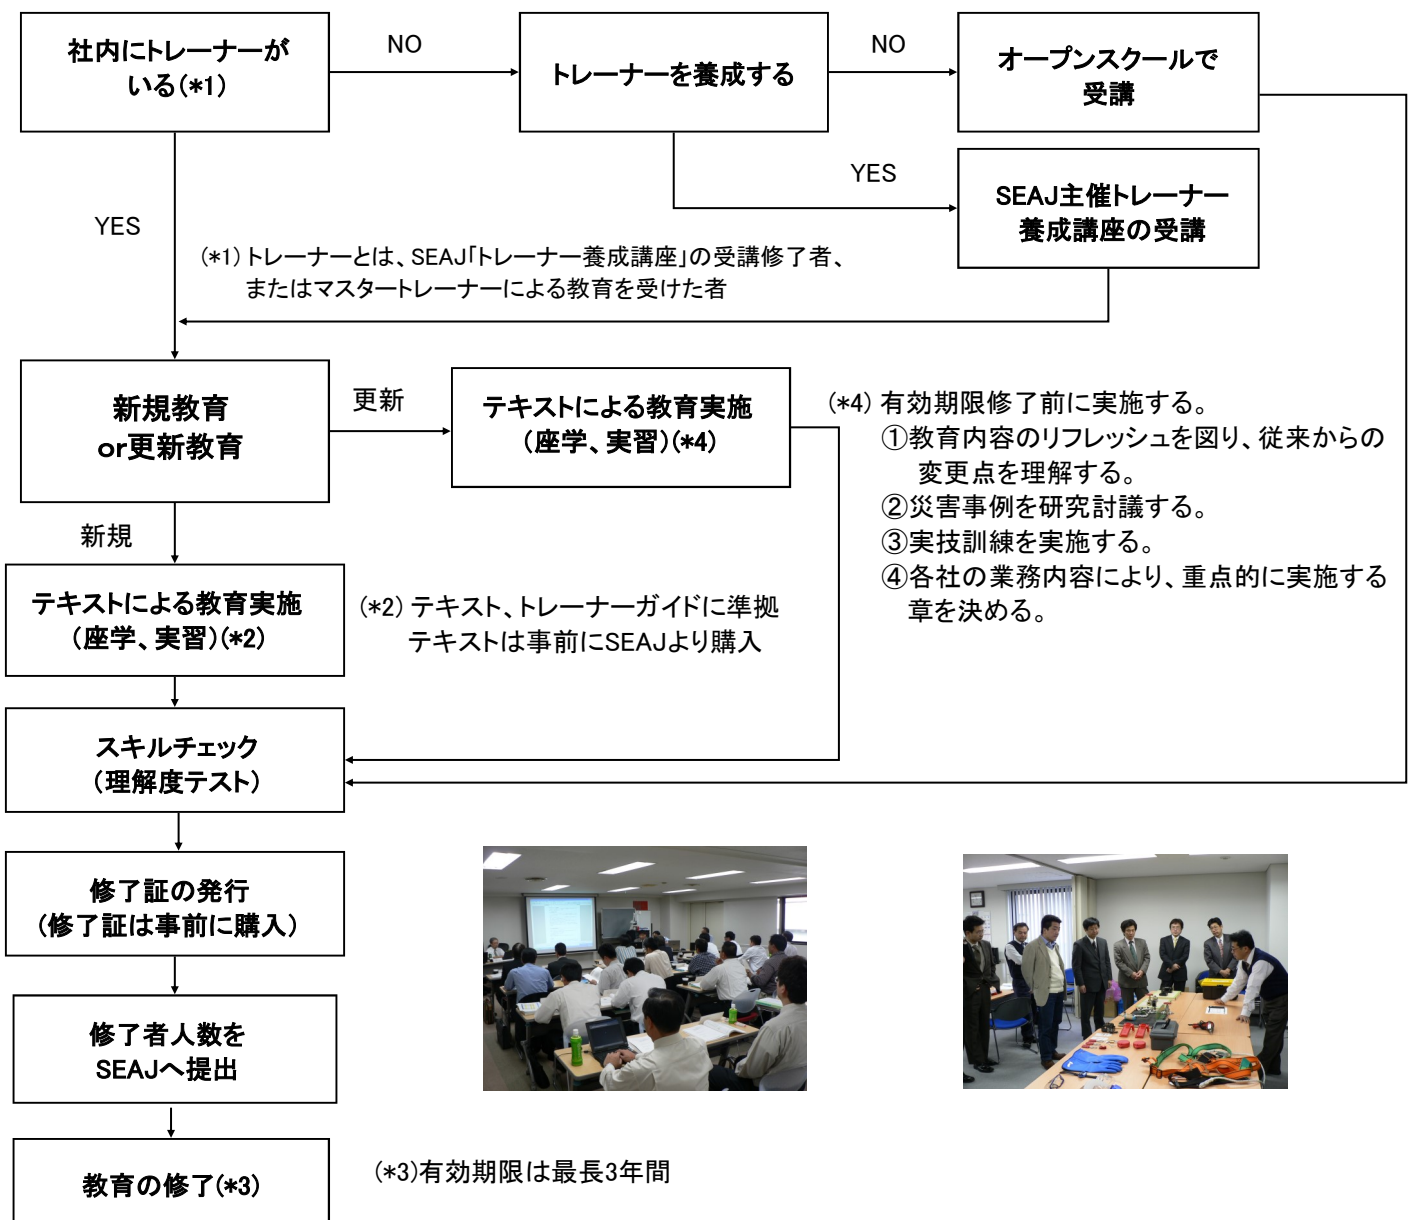 社内にトレーナーが
いる(*1)
NO
トレーナーを養成する
NO
オープンスクールで
受講
YES
SEAJ主催トレーナー
養成講座の受講
YES
(*1) トレーナーとは、SEAJ「トレーナー養成講座」の受講修了者、
またはマスタートレーナーによる教育を受けた者
新規教育
or更新教育
更新
テキストによる教育実施
(座学、実習)(*4)
(*4) 有効期限修了前に実施する。
①教育内容のリフレッシュを図り、従来からの
変更点を理解する。
②災害事例を研究討議する。
③実技訓練を実施する。
④各社の業務内容により、重点的に実施する
章を決める。
新規
テキストによる教育実施
(座学、実習)(*2)
(*2) テキスト、トレーナーガイドに準拠
テキストは事前にSEAJより購入
スキルチェック
(理解度テスト)
修了証の発行
(修了証は事前に購入)
修了者人数を
SEAJへ提出
教育の修了(*3)
(*3)有効期限は最長3年間